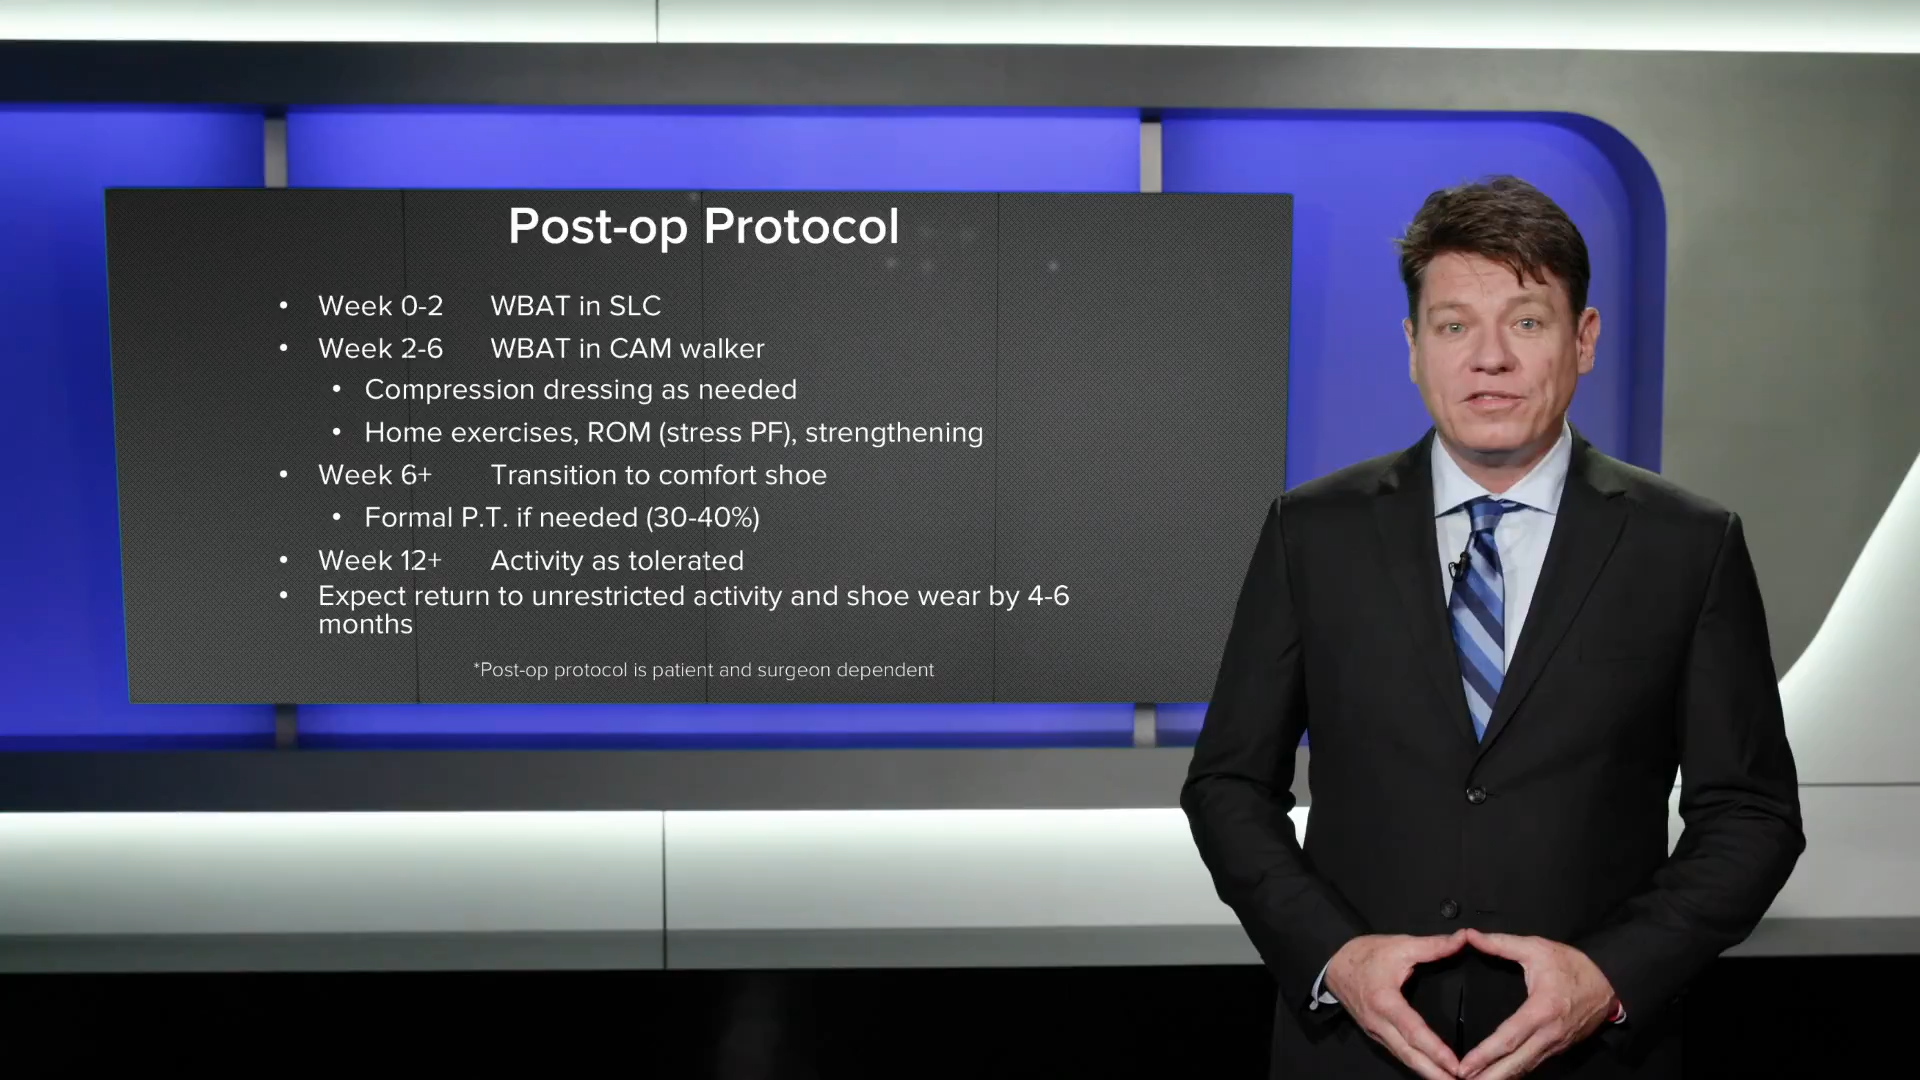 Post-op Protocol
• Week 0-2 WBAT in SLC
• Week 2-6 WBAT in CAM walker
• Compression dressing as needed
• Home exercises, ROM (stress PF), strengthening
• Week 6+ Transition to comfort shoe
• Formal P.T. if needed (30-40%)
• Week 12+ Activity as tolerated
• Expect return to unrestricted activity and shoe wear by 4-6
months
*Post-op protocol is patient and surgeon dependent